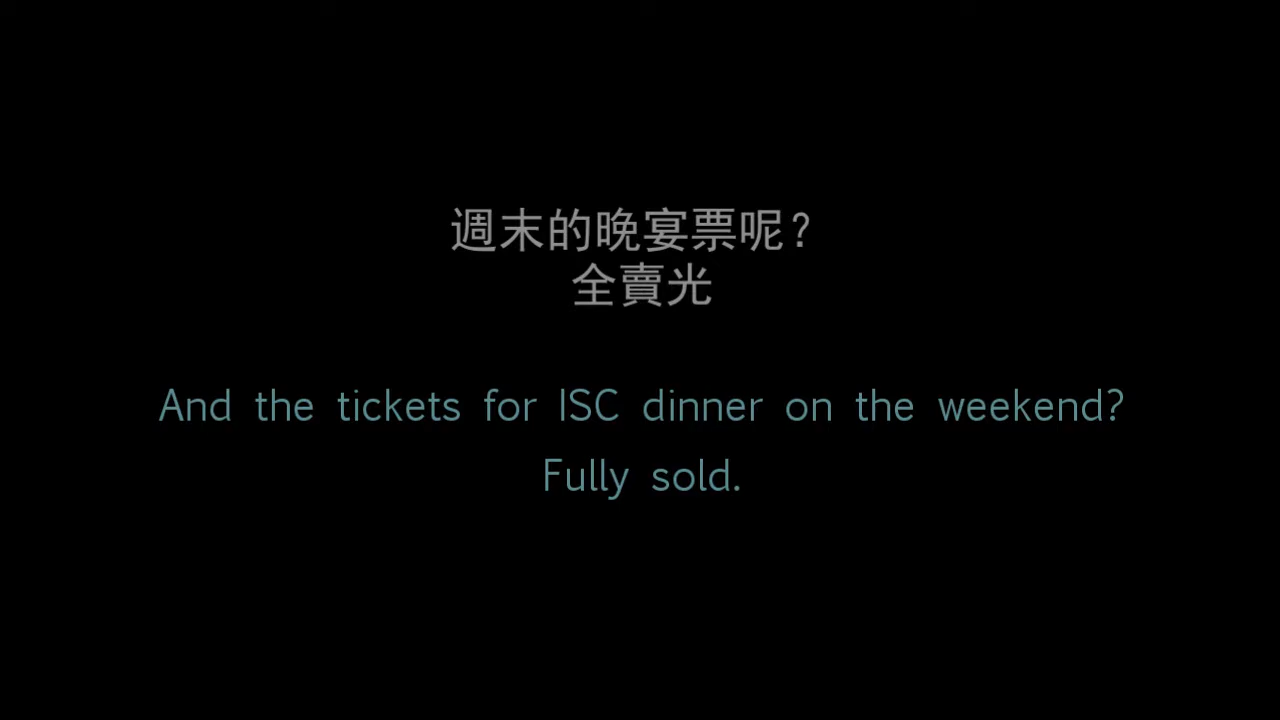 週末的晚宴票呢？
全賣光
And the tickets for ISC dinner on the weekend?
Fully sold.